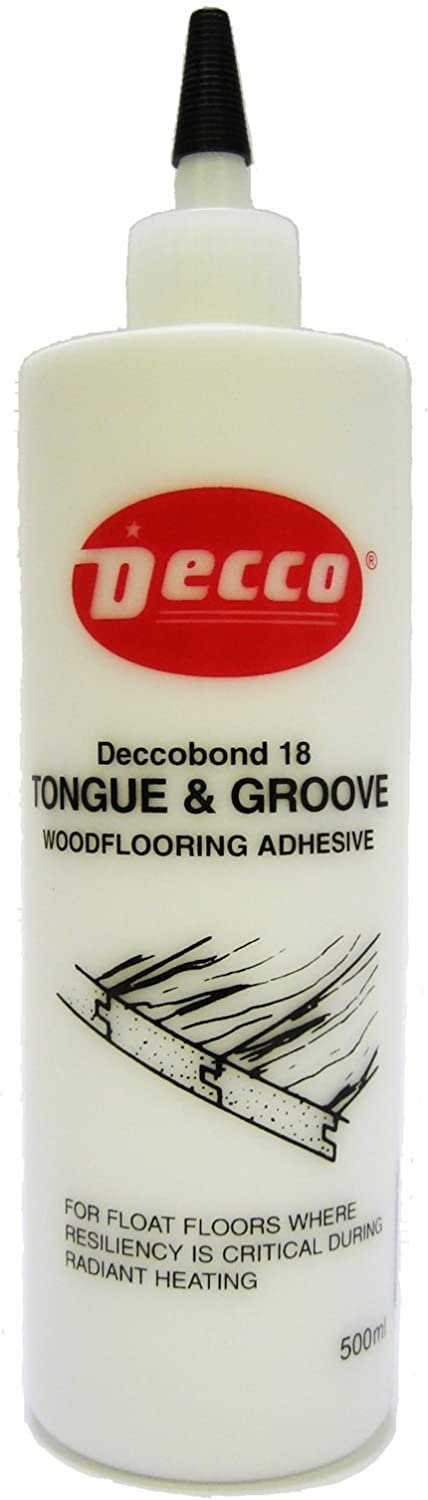 Decco®
Deccobond 18
TONGUE & GROOVE
WOODFLOORING ADHESIVE
FOR FLOAT FLOORS WHERE
RESILIENCY IS CRITICAL DURING
RADIANT HEATING
500ml